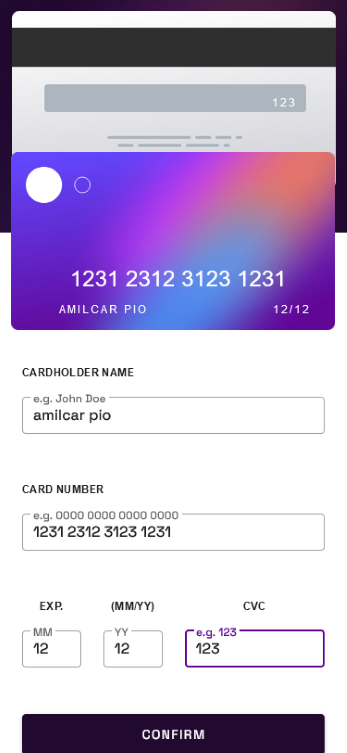 123
1231 2312 3123 1231
AMILCAR PIO 12/12
CARDHOLDER NAME
e.g. John Doe
amilcar pio
CARD NUMBER
e.g. 0000 0000 0000 0000
1231 2312 3123 1231
EXP. (MM/YY) CVC
MM YY e.g. 123
12 12 123
CONFIRM